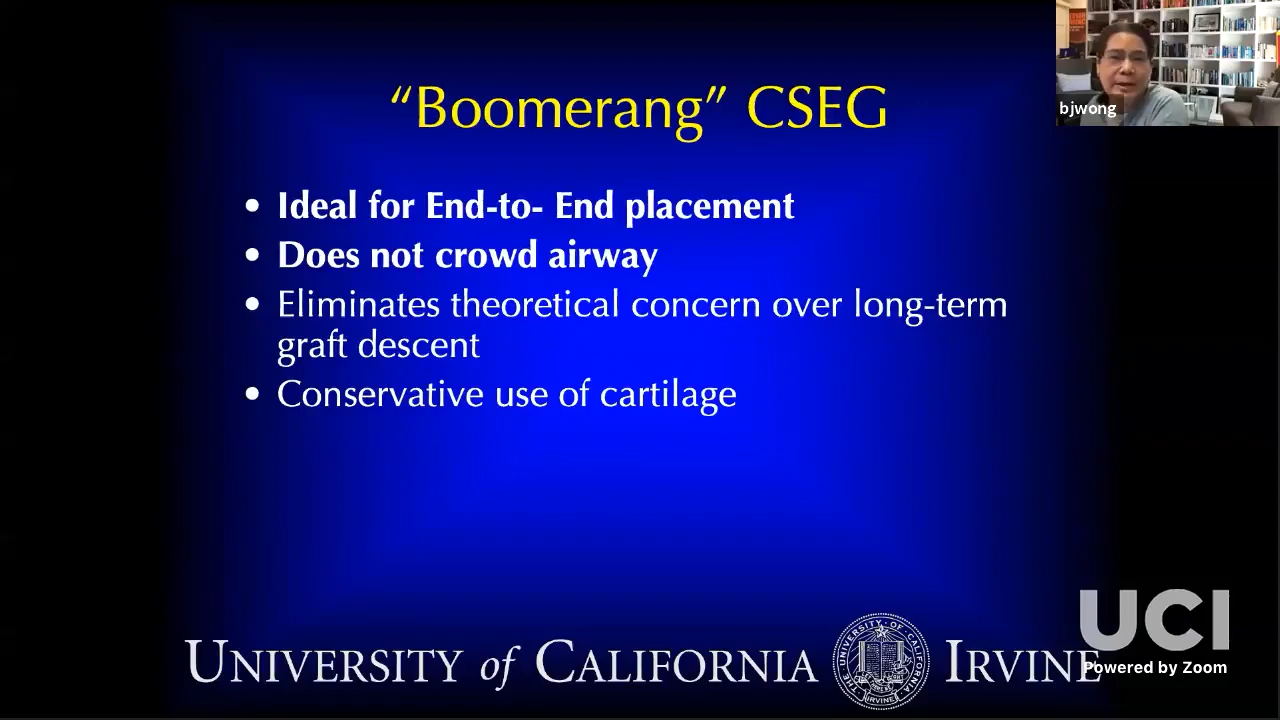 “Boomerang” CSEG
bjwong
• Ideal for End-to- End placement
• Does not crowd airway
• Eliminates theoretical concern over long-term
graft descent
• Conservative use of cartilage
UNIVERSITY of CALIFORNIA IRVINE
UCI
Powered by Zoom